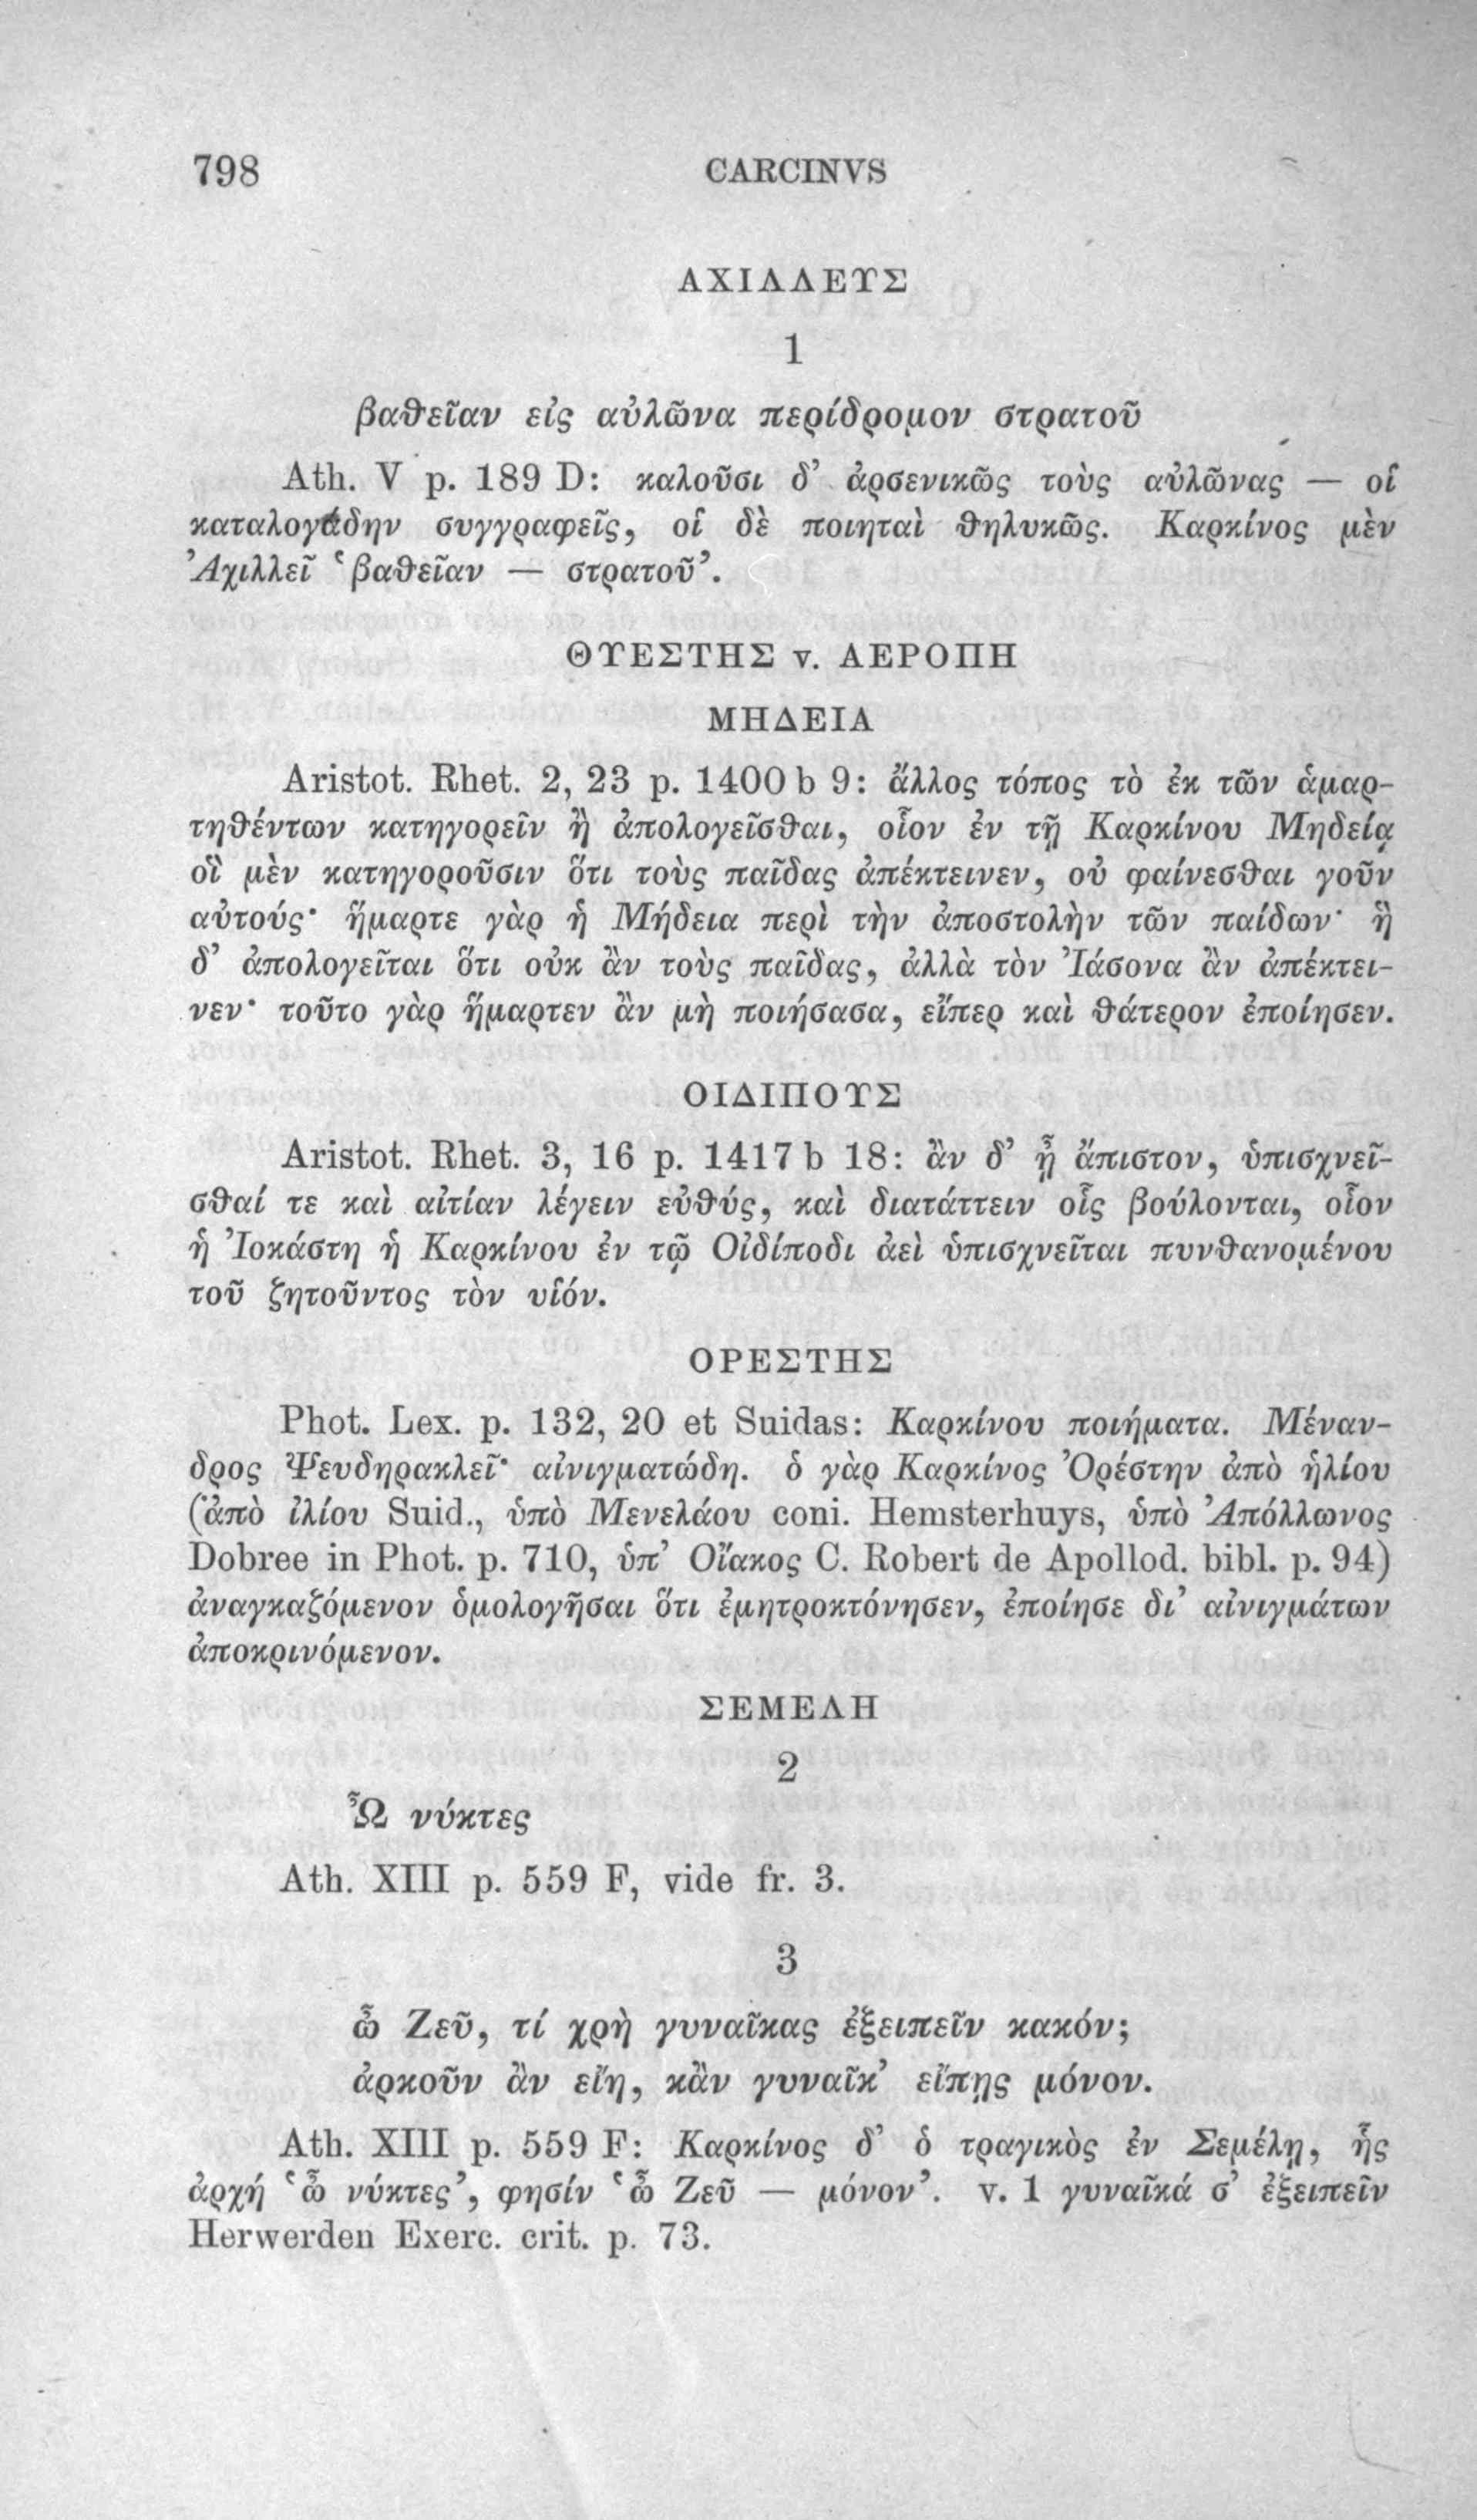 798
CARCINVS
ΑΧΙΛΛΕΥΣ
1
βαθεῖαν εἰς αὐλῶνα περίδρομον στρατοῦ
Ath. V p. 189 D: καλοῦσι δ’ ἀρσενικῶς τοὺς αὐλῶνας — οἱ
καταλογάδην συγγραφεῖς, οἱ δὲ ποιηταὶ θηλυκῶς. Καρκίνος μὲν
Ἀχιλλεῖ ‘βαθεῖαν — στρατοῦ’.
ΘΥΕΣΤΗΣ v. ΑΕΡΟΠΗ
ΜΗΔΕΙΑ
Aristot. Rhet. 2, 23 p. 1400 b 9: ἄλλος τόπος τὸ ἐκ τῶν ἁμαρ-
τηθέντων κατηγορεῖν ἢ ἀπολογεῖσθαι, οἷον ἐν τῇ Καρκίνου Μηδείᾳ
οἳ μὲν κατηγοροῦσιν ὅτι τοὺς παῖδας ἀπέκτεινεν, οὐ φαίνεσθαι γοῦν
αὐτούς· ἥμαρτε γὰρ ἡ Μήδεια περὶ τὴν ἀποστολὴν τῶν παίδων· ἣ
δ’ ἀπολογεῖται ὅτι οὐκ ἂν τοὺς παῖδας, ἀλλὰ τὸν Ἰάσονα ἂν ἀπέκτει-
νεν· τοῦτο γὰρ ἥμαρτεν ἂν μὴ ποιήσασα, εἴπερ καὶ θάτερον ἐποίησεν.
ΟΙΔΙΠΟΥΣ
Aristot. Rhet. 3, 16 p. 1417 b 18: ἂν δ’ ᾖ ἄπιστον, ὑπισχνεῖ-
σθαί τε καὶ αἰτίαν λέγειν εὐθύς, καὶ διατάττειν οἷς βούλονται, οἷον
ἡ Ἰοκάστη ἡ Καρκίνου ἐν τῷ Οἰδίποδι ἀεὶ ὑπισχνεῖται πυνθανομένου
τοῦ ζητοῦντος τὸν υἱόν.
ΟΡΕΣΤΗΣ
Phot. Lex. p. 132, 20 et Suidas: Καρκίνου ποιήματα. Μέναν-
δρος Ψευδηρακλεῖ· αἰνιγματώδη. ὁ γὰρ Καρκίνος Ὀρέστην ἀπὸ ἡλίου
(ἀπὸ ἰλίου Suid., ὑπὸ Μενελάου coni. Hemsterhuys, ὑπὸ Ἀπόλλωνος
Dobree in Phot. p. 710, ὑπ’ Οἴακος C. Robert de Apollod. bibl. p. 94)
ἀναγκαζόμενον ὁμολογῆσαι ὅτι ἐμητροκτόνησεν, ἐποίησε δι’ αἰνιγμάτων
ἀποκρινόμενον.
ΣΕΜΕΛΗ
2
Ὦ νύκτες
Ath. XIII p. 559 F, vide fr. 3.
3
ὦ Ζεῦ, τί χρὴ γυναῖκας ἐξειπεῖν κακόν;
ἀρκοῦν ἂν εἴη, κἂν γυναῖκ’ εἴπῃς μόνον.
Ath. XIII p. 559 F: Καρκίνος δ’ ὁ τραγικὸς ἐν Σεμέλῃ, ἧς
ἀρχή ‘ὦ νύκτες’, φησίν ‘ὦ Ζεῦ — μόνον’. v. 1 γυναῖκά σ’ ἐξειπεῖν
Herwerden Exerc. crit. p. 73.